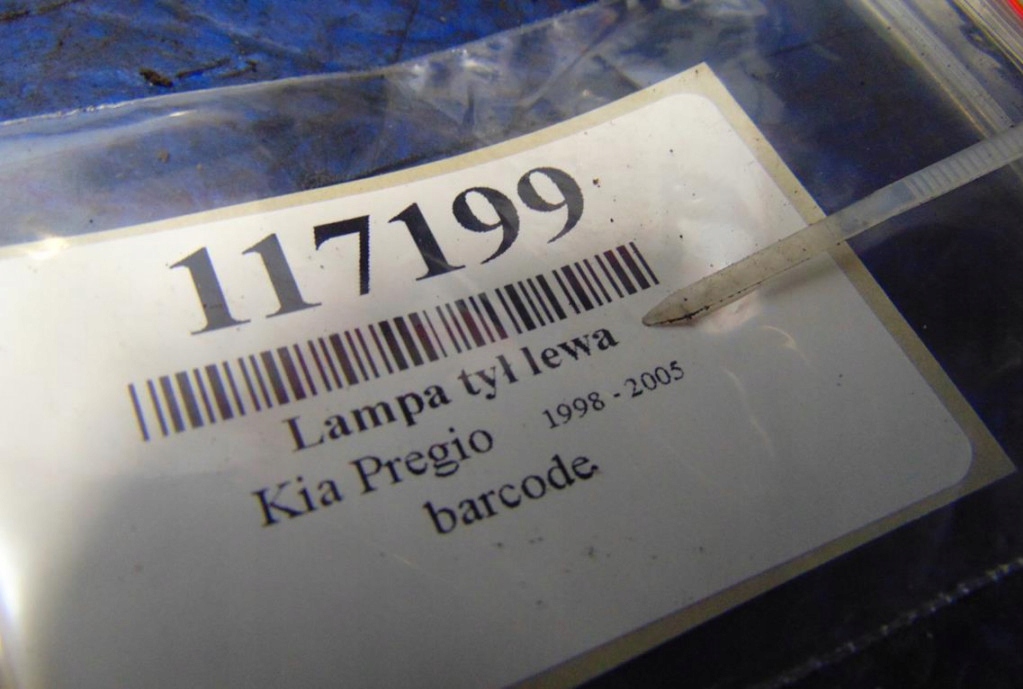 117199
Lampa tył lewa
Kia Pregio 1998 - 2005
barcode